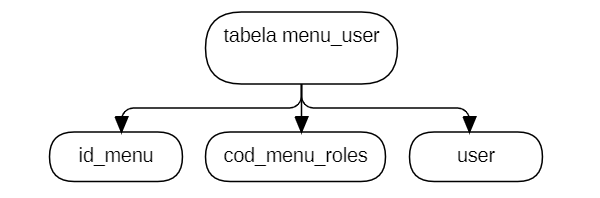 tabela menu_user
id_menu
cod_menu_roles
user